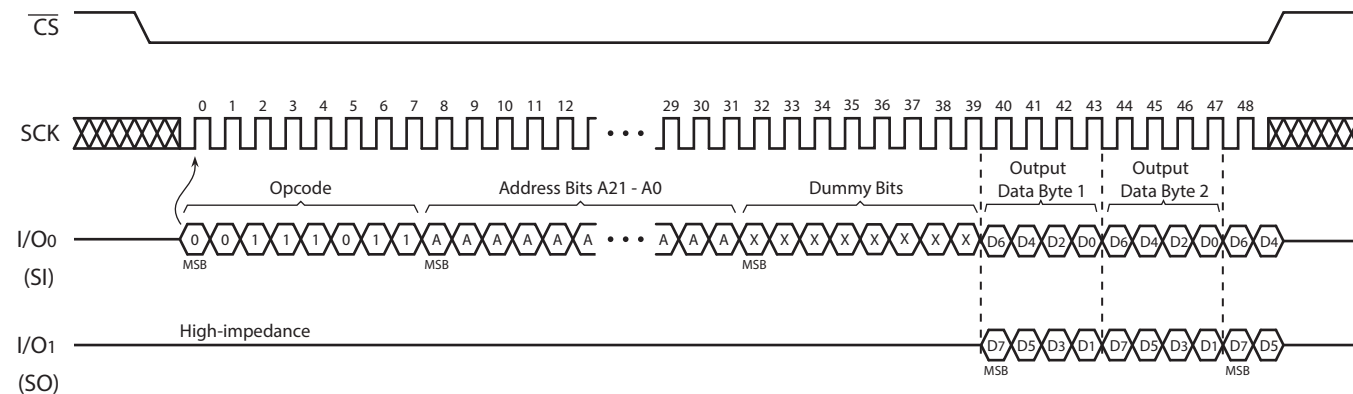 CS
0 1 2 3 4 5 6 7 8 9 10 11 12 29 30 31 32 33 34 35 36 37 38 39 40 41 42 43 44 45 46 47 48
SCK
Opcode Address Bits A21 - A0 Dummy Bits Output Data Byte 1 Output Data Byte 2
I/O0 0 0 1 1 1 0 1 1 A A A A A A A A A X X X X X X X X D6 D4 D2 D0 D6 D4 D2 D0 D6 D4
(SI) MSB MSB MSB
High-impedance
I/O1 D7 D5 D3 D1 D7 D5 D3 D1 D7 D5
(SO) MSB MSB